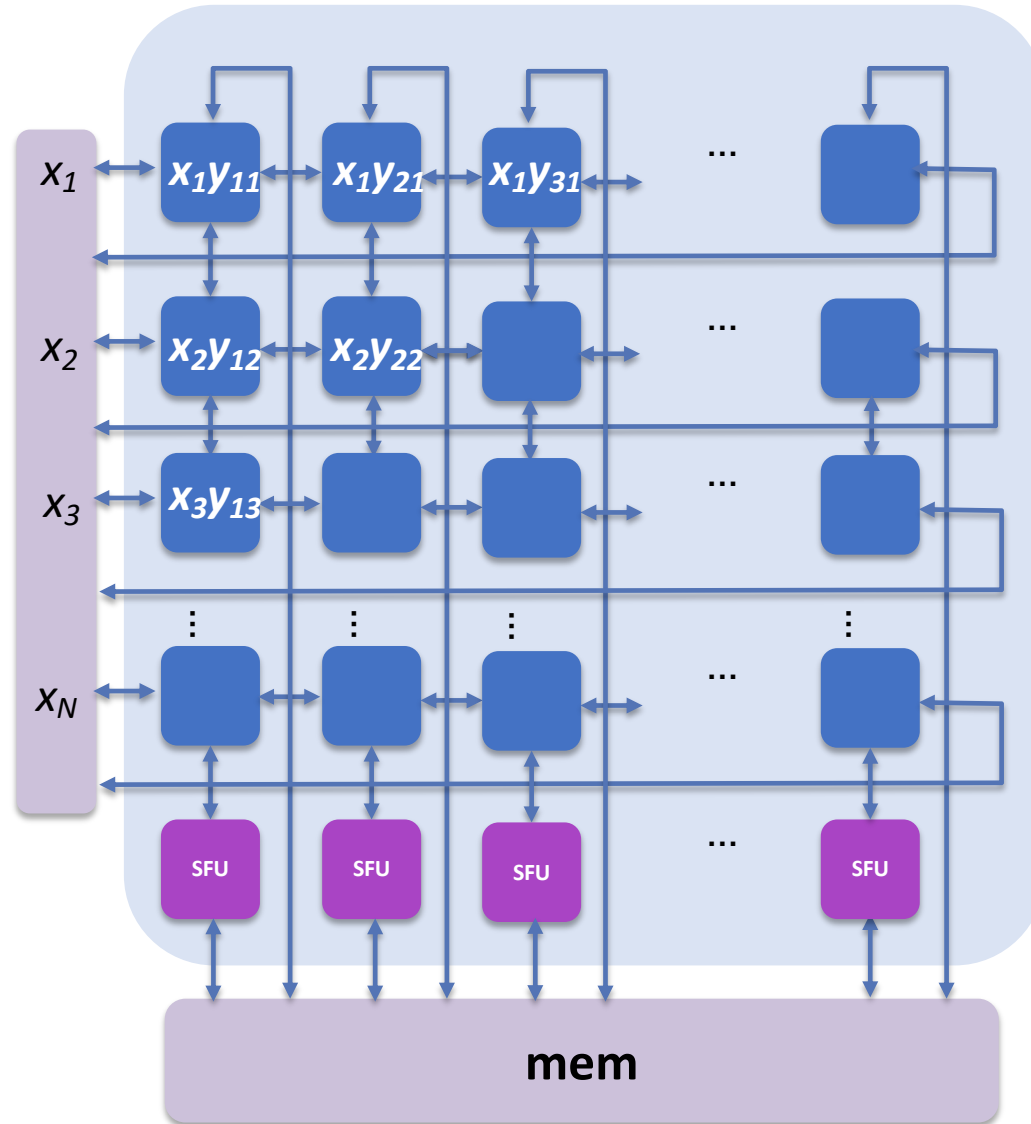 x1 x1y11 x1y21 x1y31 ...
x2 x2y12 x2y22 ...
x3 x3y13 ...
⋮ ⋮ ⋮ ⋮
xN ...
SFU SFU SFU ... SFU
mem